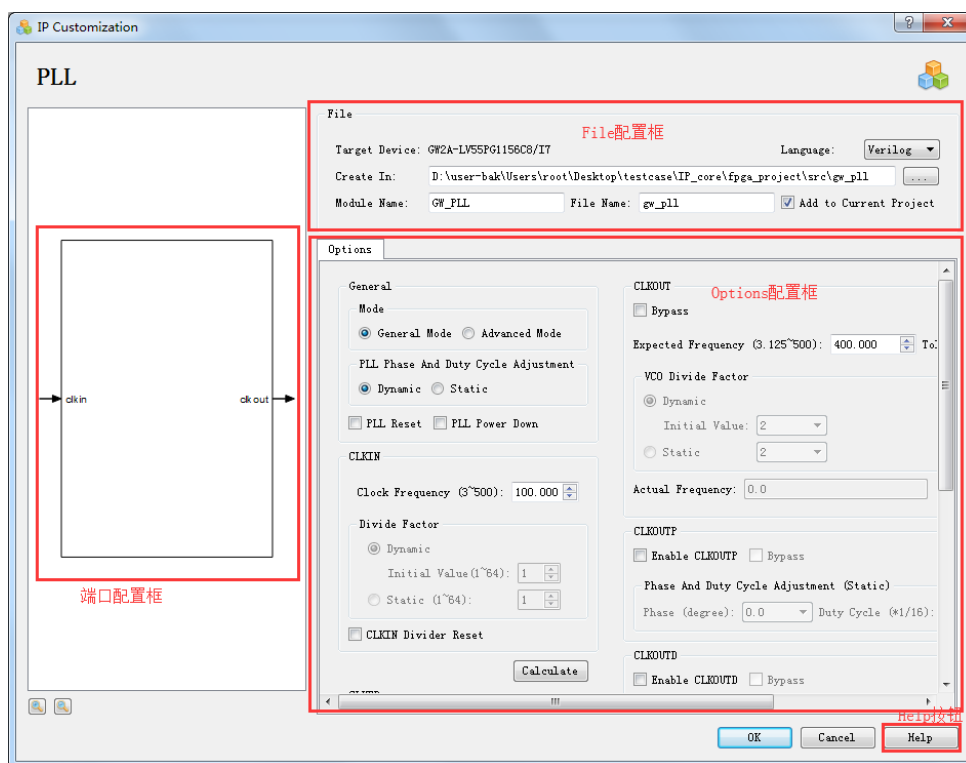 IP Customization
PLL
File
File配置框
Target Device: GW2A-LV55PG1156C8/I7
Language: Verilog
Create In: D:\user-bak\Users\root\Desktop\testcase\IP_core\fpga_project\src\gw_pll ...
Module Name: GW_PLL File Name: gw_pll Add to Current Project
clkin
clkout
端口配置框
Options
Options配置框
General
Mode
General Mode Advanced Mode
PLL Phase And Duty Cycle Adjustment
Dynamic Static
PLL Reset PLL Power Down
CLKIN
Clock Frequency (3~500): 100.000
Divide Factor
Dynamic
Initial Value(1~64): 1
Static (1~64): 1
CLKIN Divider Reset
Calculate
CLKOUT
Bypass
Expected Frequency (3.125~500): 400.000
VCO Divide Factor
Dynamic
Initial Value: 2
Static 2
Actual Frequency: 0.0
CLKOUTP
Enable CLKOUTP Bypass
Phase And Duty Cycle Adjustment (Static)
Phase (degree): 0.0 Duty Cycle (*1/16):
CLKOUTD
Enable CLKOUTD Bypass
Help按钮
OK Cancel Help